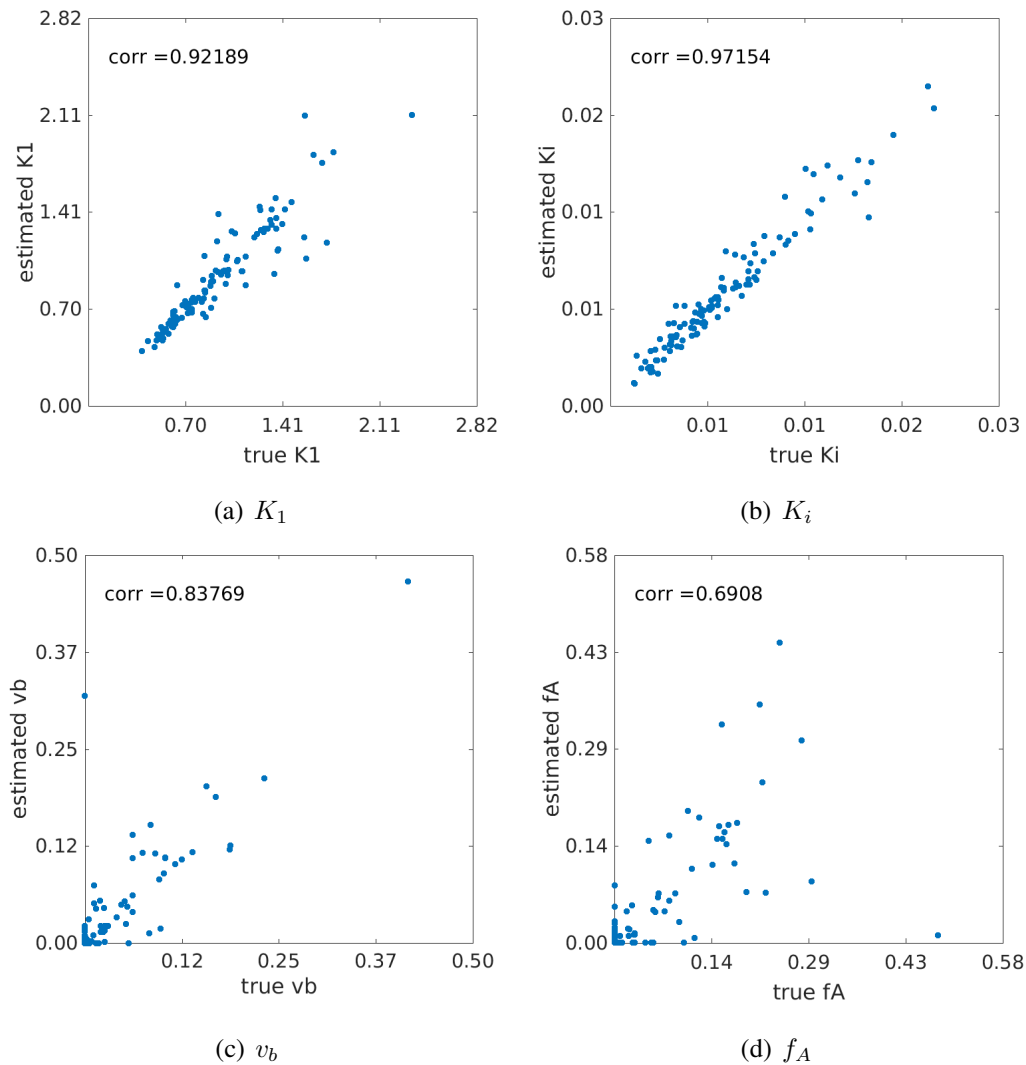 2.82
corr =0.92189
2.11
estimated K1
1.41
0.70
0.00
0.70 1.41 2.11 2.82
true K1
(a) K1
0.03
corr =0.97154
0.02
estimated Ki
0.01
0.01
0.00
0.01 0.01 0.02 0.03
true Ki
(b) Ki
0.50
corr =0.83769
0.37
estimated vb
0.25
0.12
0.00
0.12 0.25 0.37 0.50
true vb
(c) vb
0.58
corr =0.6908
0.43
estimated fA
0.29
0.14
0.00
0.14 0.29 0.43 0.58
true fA
(d) fA